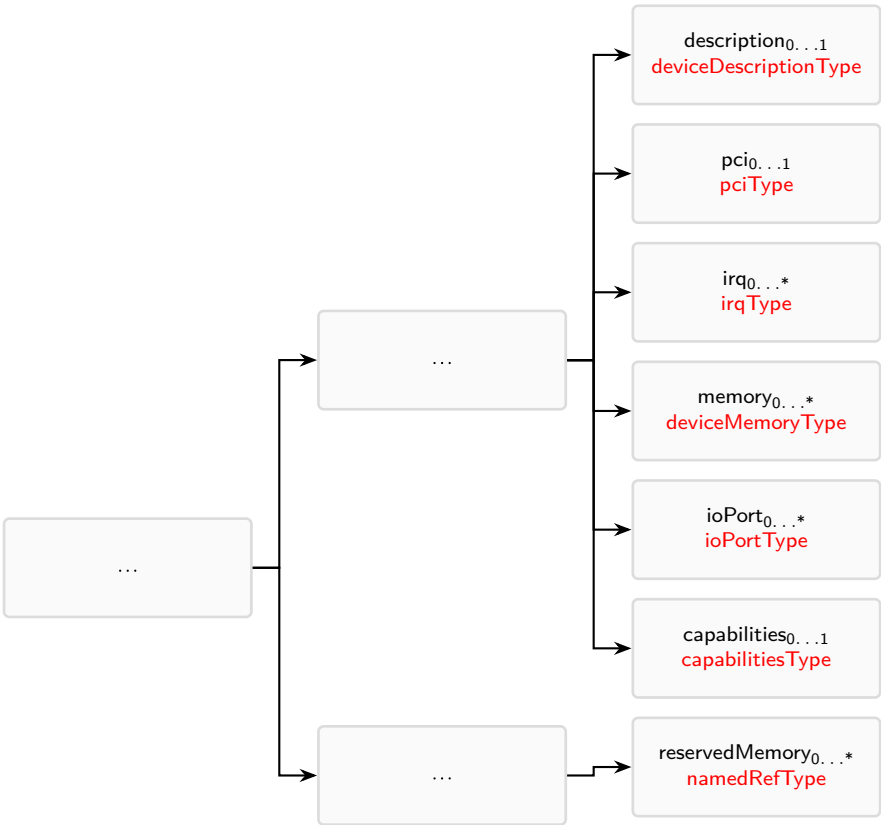 description0...1
deviceDescriptionType
pci0...1
pciType
irq0...*
irqType
...
memory0...*
deviceMemoryType
ioPort0...*
ioPortType
...
capabilities0...1
capabilitiesType
reservedMemory0...*
namedRefType
...